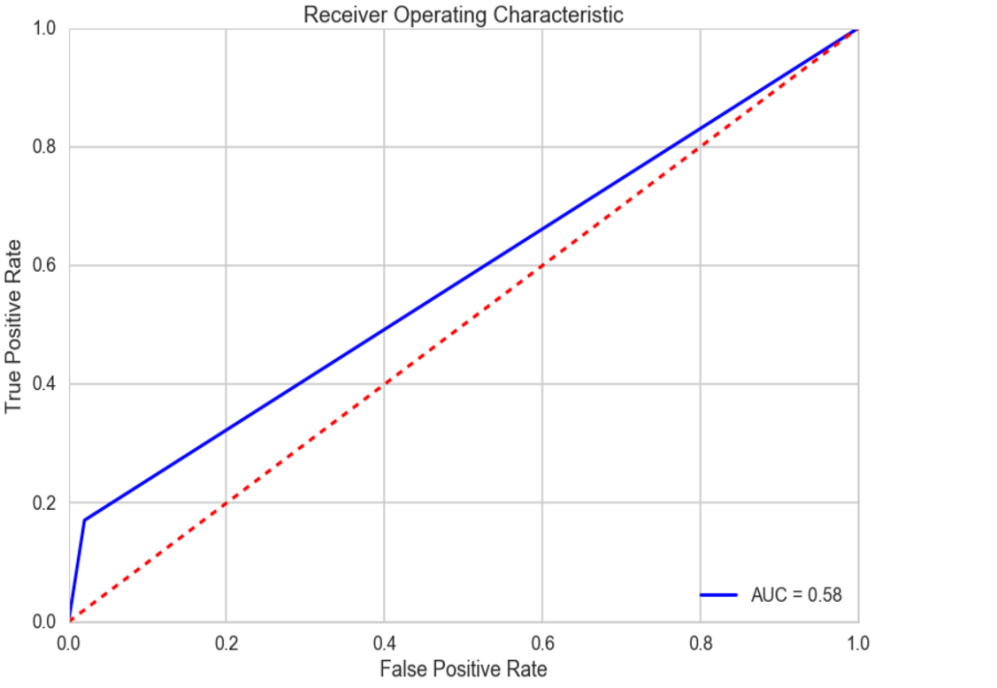 Receiver Operating Characteristic
1.0
0.8
0.6
0.4
0.2
0.0
True Positive Rate
AUC = 0.58
0.0 0.2 0.4 0.6 0.8 1.0
False Positive Rate